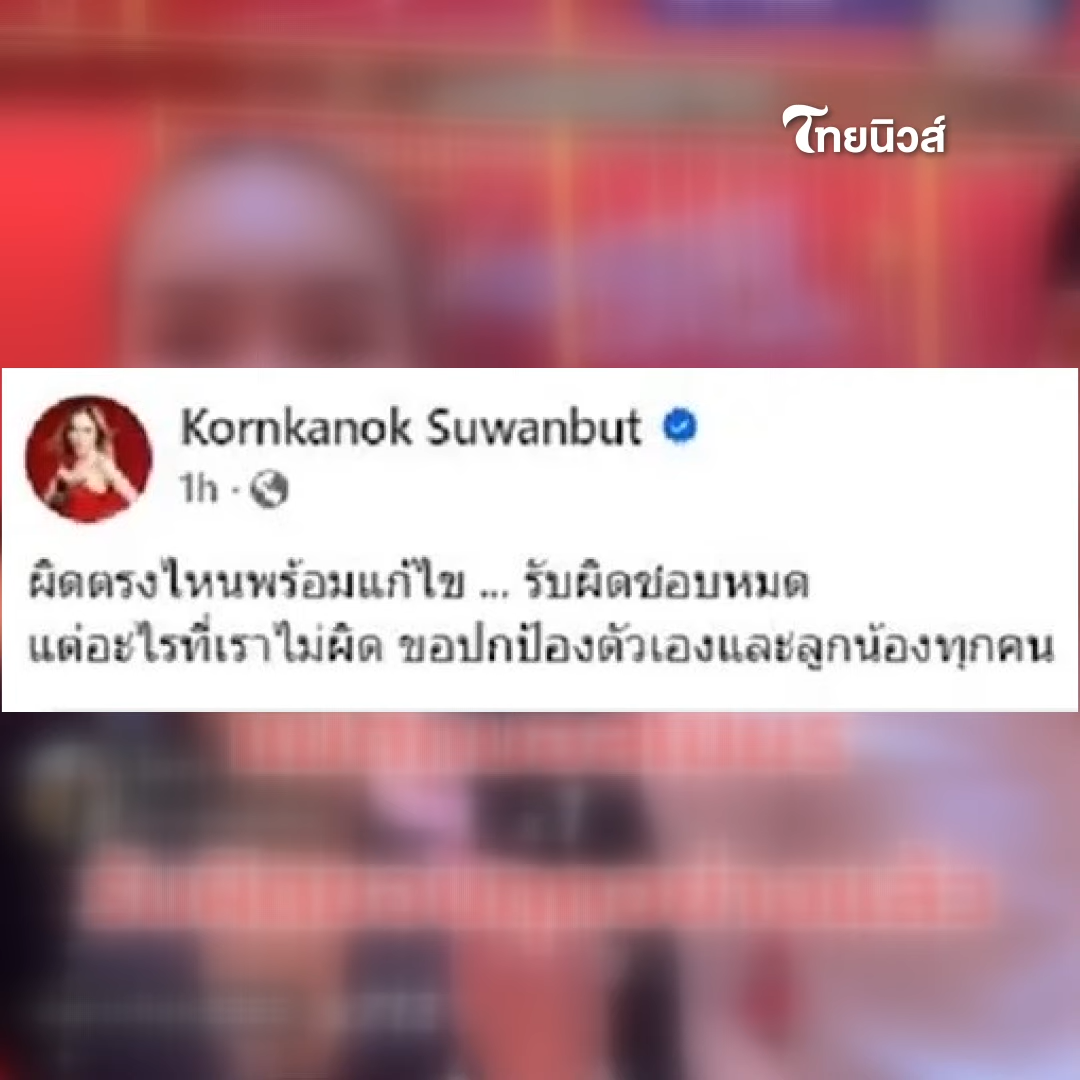 ไทยนิวส์
Kornkanok Suwanbut
1h ·
ผิดตรงไหนพร้อมแก้ไข ... รับผิดชอบหมด
แต่อะไรที่เราไม่ผิด ขอปกป้องตัวเองและลูกน้องทุกคน